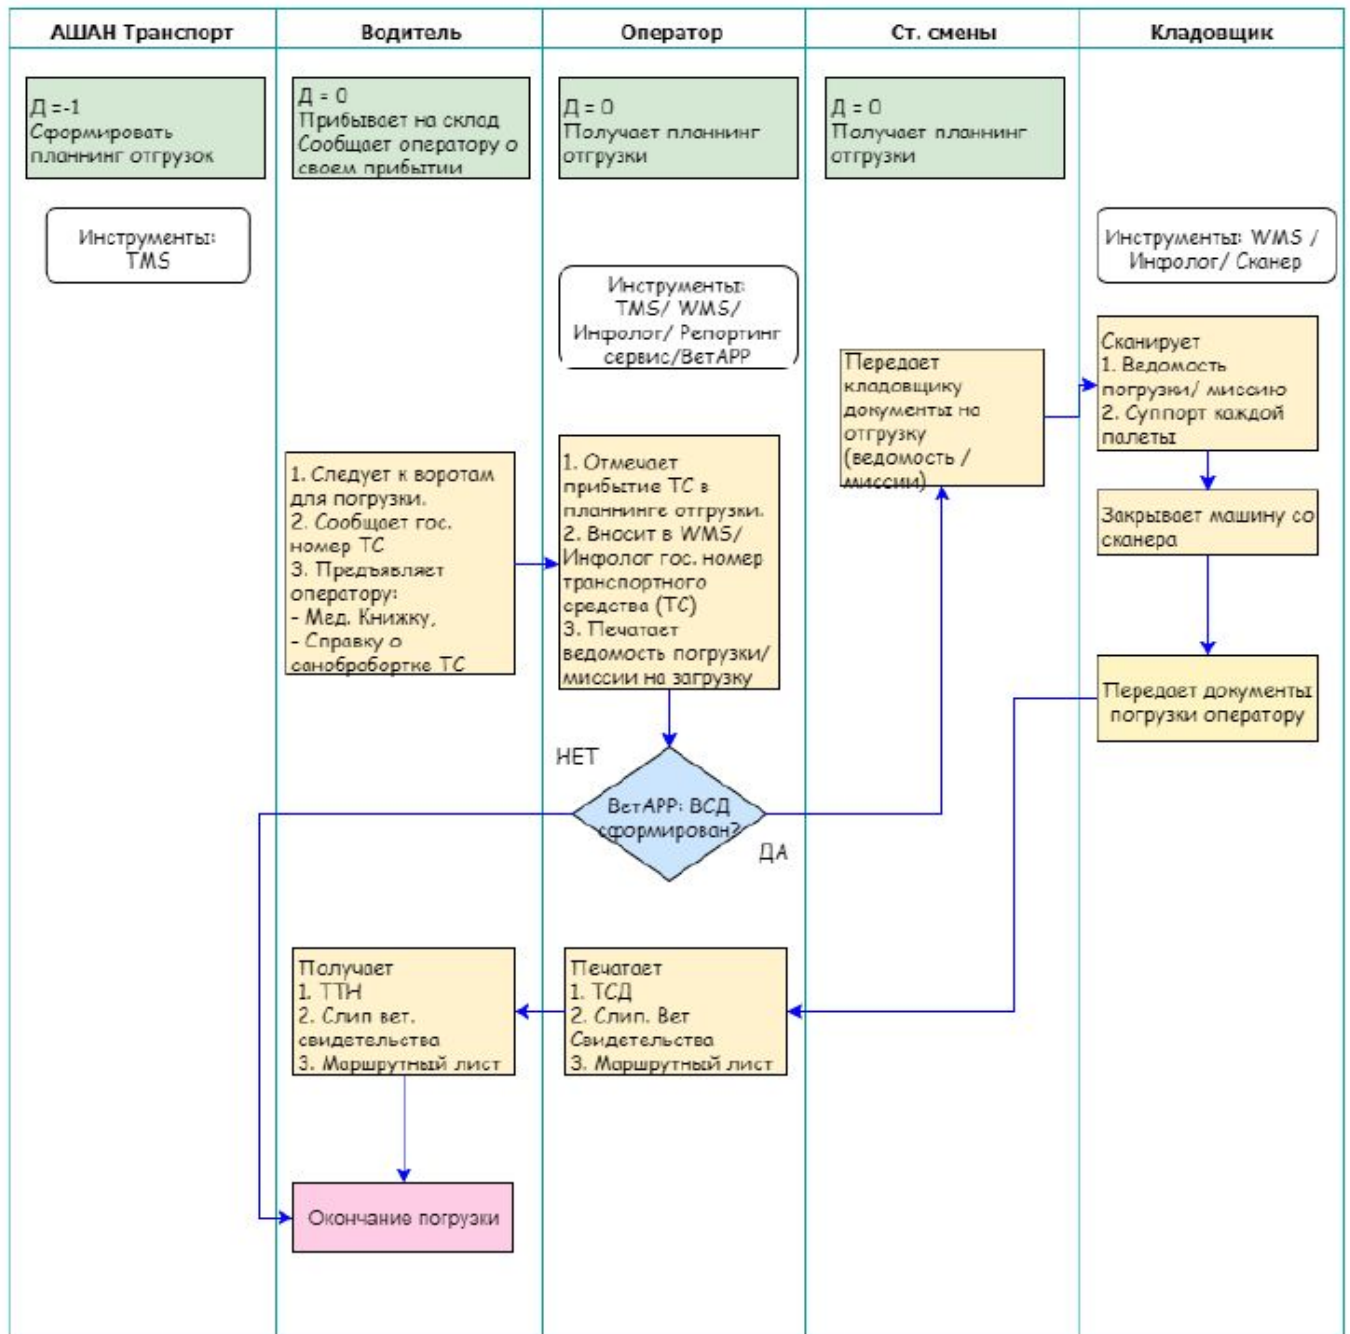 АШАН Транспорт
Водитель
Оператор
Ст. смены
Кладовщик
Д =-1
Сформировать
планнинг отгрузок
Д = 0
Прибывает на склад
Сообщает оператору о
своем прибытии
Д = 0
Получает планнинг
отгрузки
Д = 0
Получает планнинг
отгрузки
Инструменты:
TMS
Инструменты:
TMS/ WMS/
Инфолог/ Репортинг
сервис/ВетАРР
Инструменты: WMS /
Инфолог/ Сканер
1. Следует к воротам
для погрузки.
2. Сообщает гос.
номер ТС
3. Предъявляет
оператору:
- Мед. Книжку,
- Справку о
санобработке ТС
1. Отмечает
прибытие ТС в
планнинге отгрузки.
2. Вносит в WMS/
Инфолог гос. номер
транспортного
средства (ТС)
3. Печатает
ведомость погрузки/
миссии на загрузку
Передает
кладовщику
документы на
отгрузку
(ведомость /
миссии)
Сканирует
1. Ведомость
погрузки/ миссию
2. Суппорт каждой
палеты
Закрывает машину со
сканера
Передает документы
погрузки оператору
НЕТ
ВетАРР: ВСД
сформирован?
ДА
Получает
1. ТТН
2. Слип вет.
свидетельства
3. Маршрутный лист
Печатает
1. ТСД
2. Слип. Вет
Свидетельства
3. Маршрутный лист
Окончание погрузки